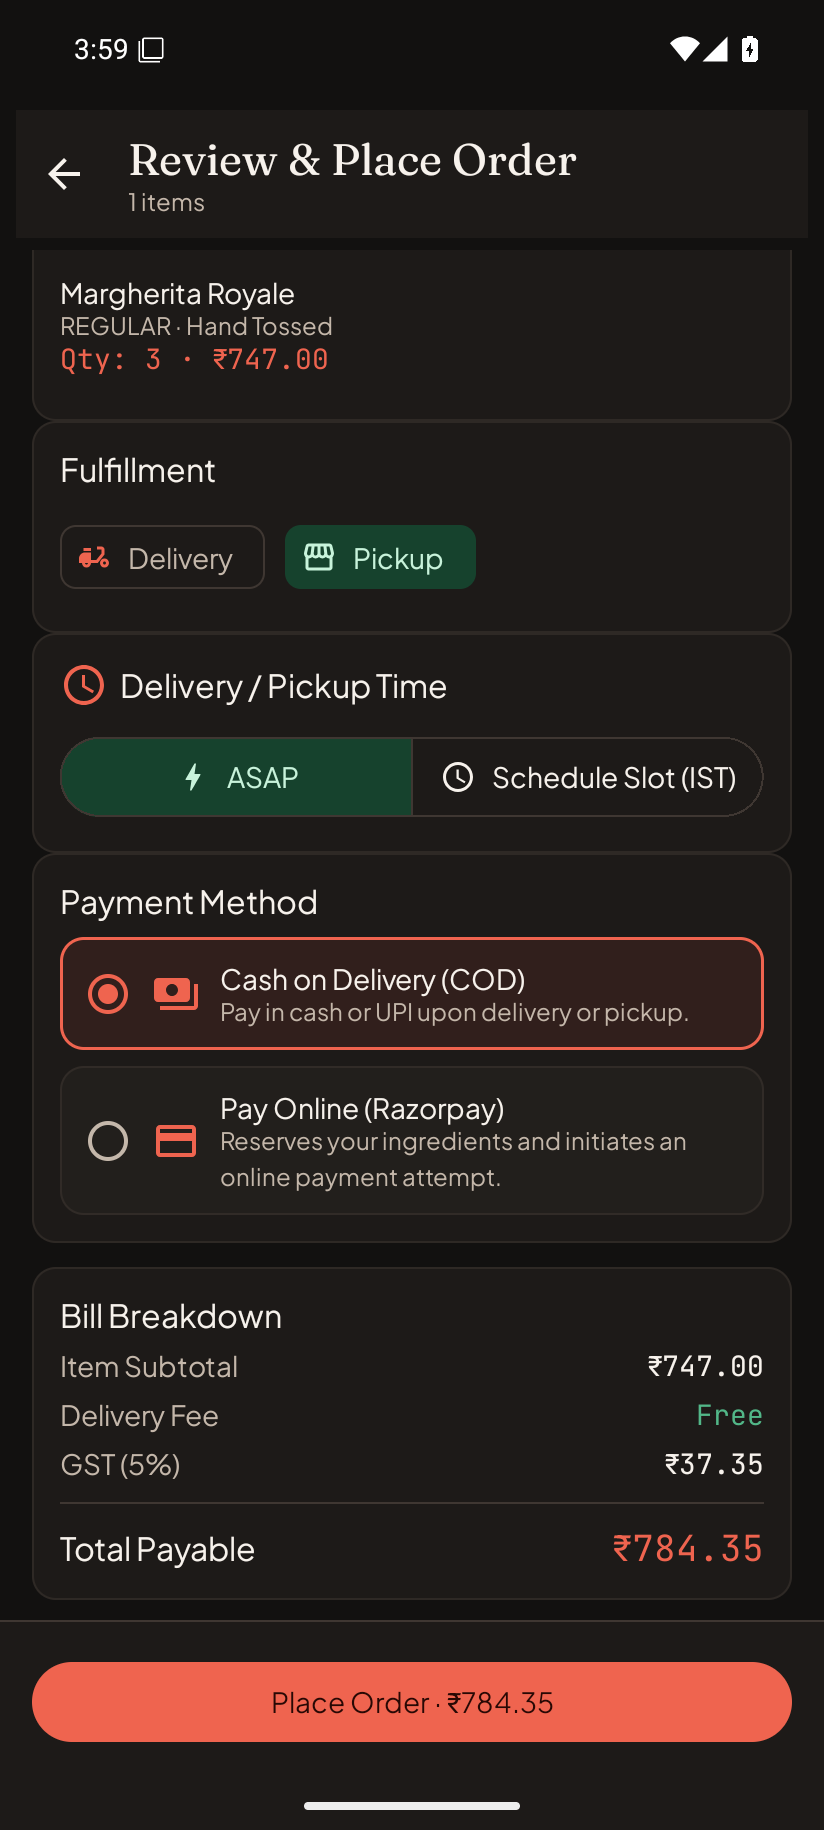 3:59
Review & Place Order
1 items
Margherita Royale
REGULAR · Hand Tossed
Qty: 3 · ₹747.00
Fulfillment
Delivery
Pickup
Delivery / Pickup Time
ASAP
Schedule Slot (IST)
Payment Method
Cash on Delivery (COD)
Pay in cash or UPI upon delivery or pickup.
Pay Online (Razorpay)
Reserves your ingredients and initiates an
online payment attempt.
Bill Breakdown
Item Subtotal ₹747.00
Delivery Fee Free
GST (5%) ₹37.35
Total Payable ₹784.35
Place Order · ₹784.35